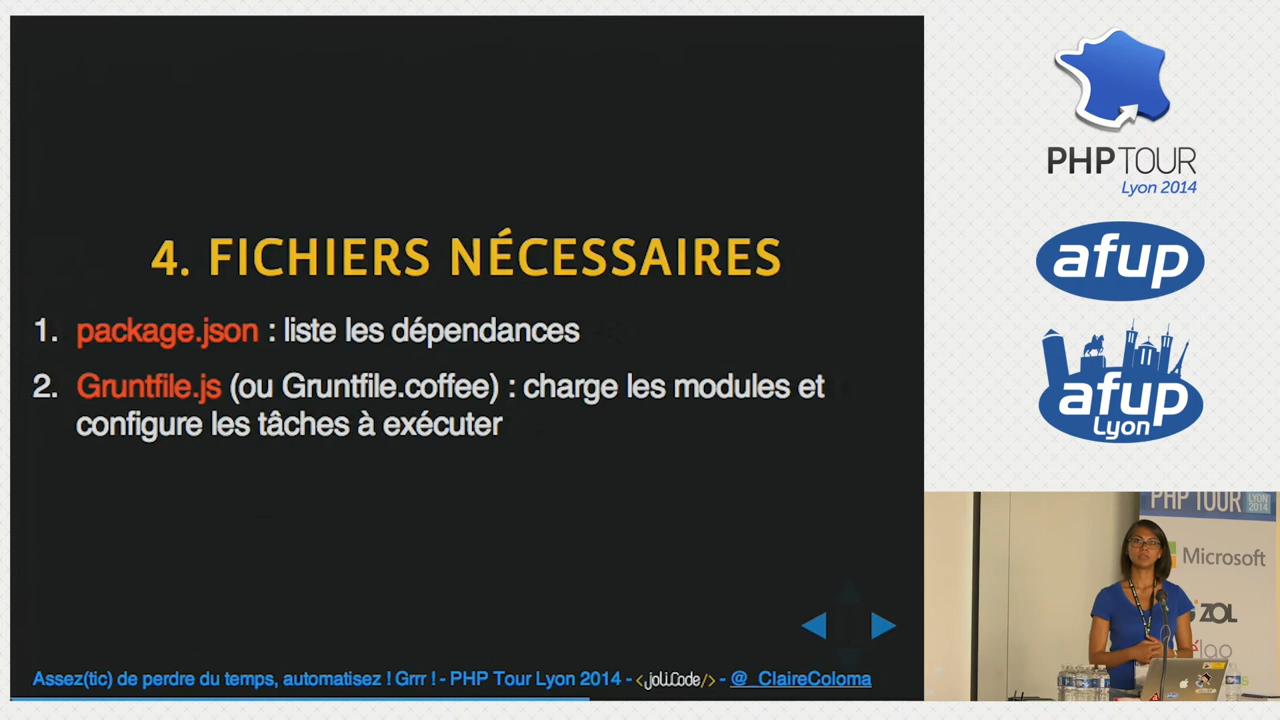 4. FICHIERS NÉCESSAIRES
1. package.json : liste les dépendances
2. Gruntfile.js (ou Gruntfile.coffee) : charge les modules et
configure les tâches à exécuter
Assez(tic) de perdre du temps, automatisez ! Grrr ! - PHP Tour Lyon 2014 - <JoliCode/> - @_ClaireColoma
PHP TOUR
Lyon 2014
afup
afup
Lyon
PHP TOUR LYON 2014
Microsoft
ZOL
afup